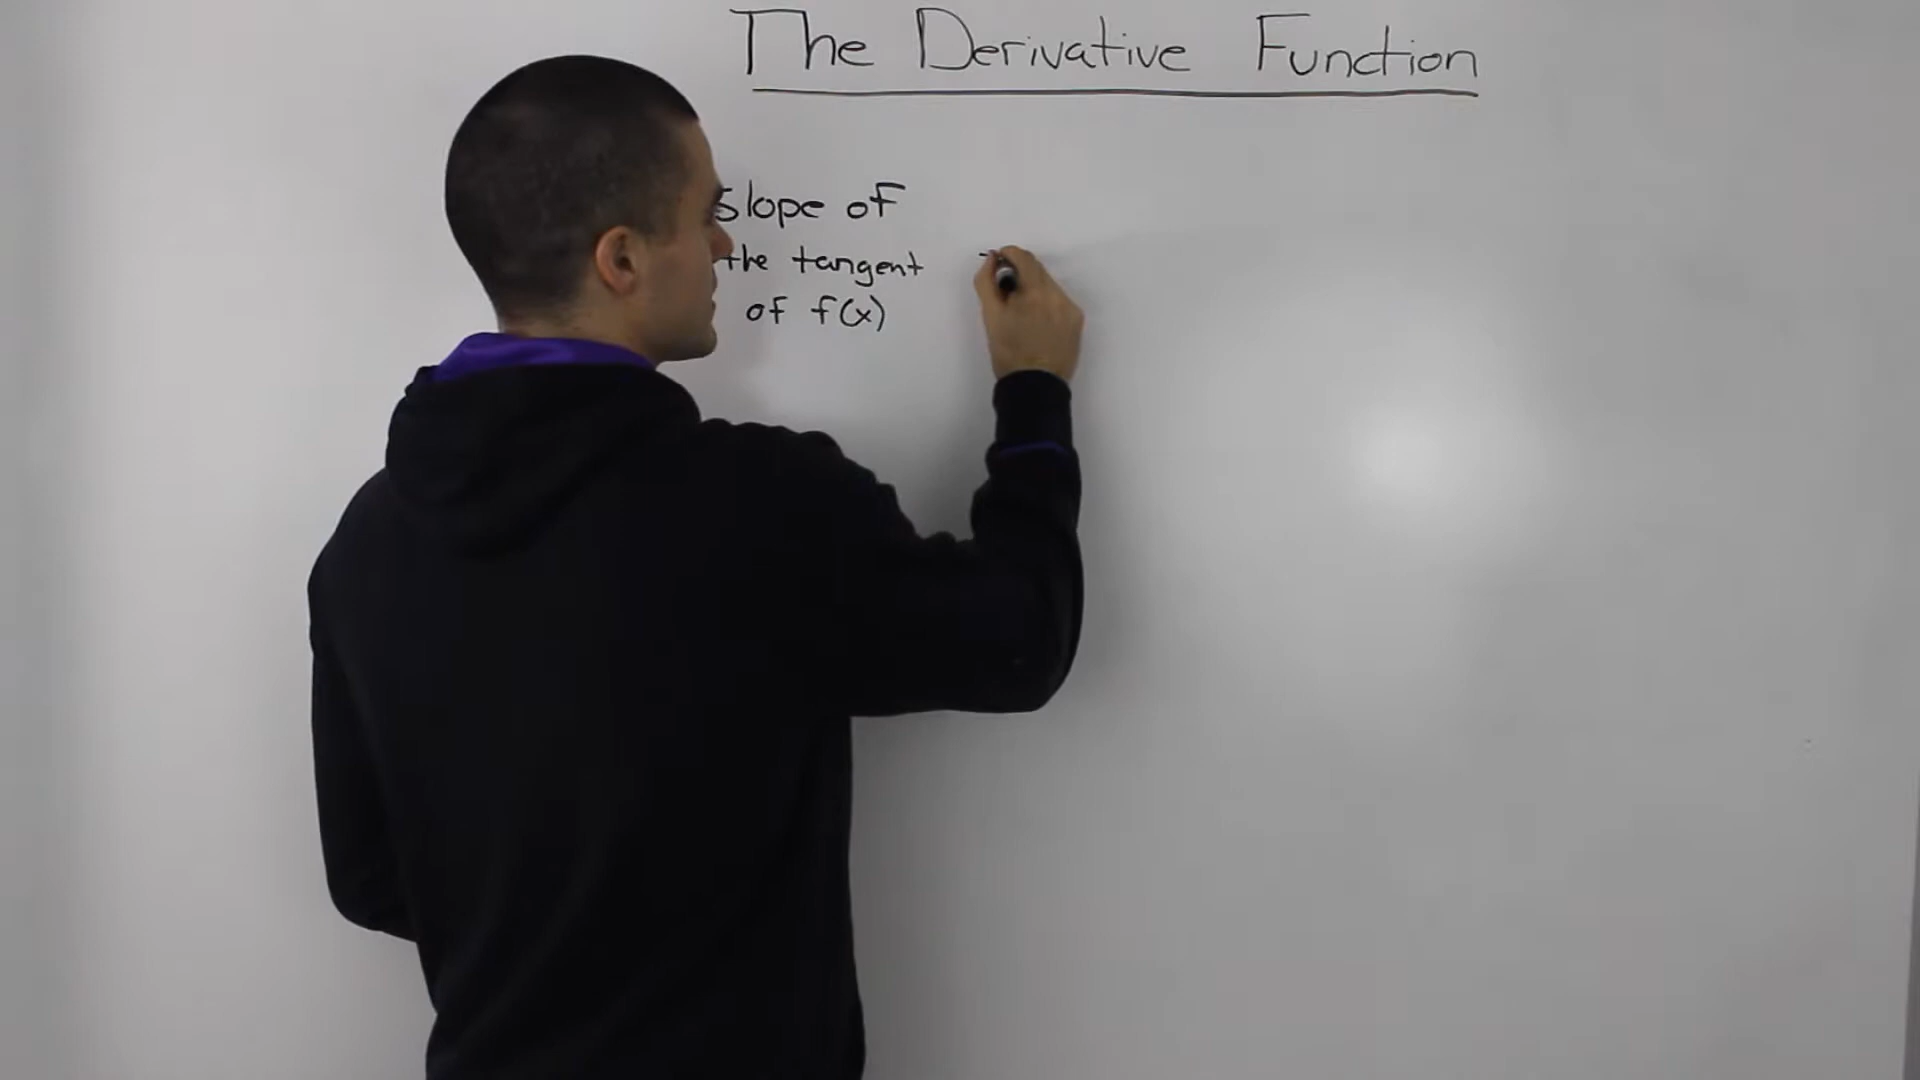 The Derivative Function
slope of
the tangent
of f(x)